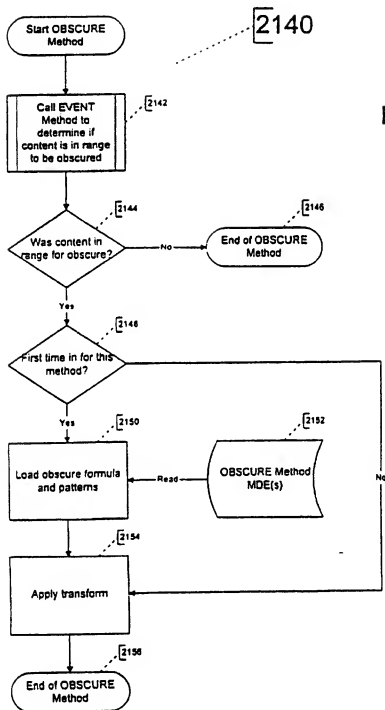 2140
Start OBSCURE
Method
2142
Call EVENT
Method to
determine if
content is in range
to be obscured
2144
Was content in
range for obscure?
No
2146
End of OBSCURE
Method
Yes
2148
First time in for this
method?
Yes
No
2150
Load obscure formula
and patterns
Read
2152
OBSCURE Method
MDE(s)
2154
Apply transform
2156
End of OBSCURE
Method